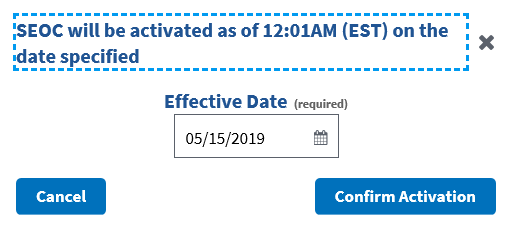 SEOC will be activated as of 12:01AM (EST) on the
date specified
Effective Date (required)
05/15/2019
Cancel
Confirm Activation